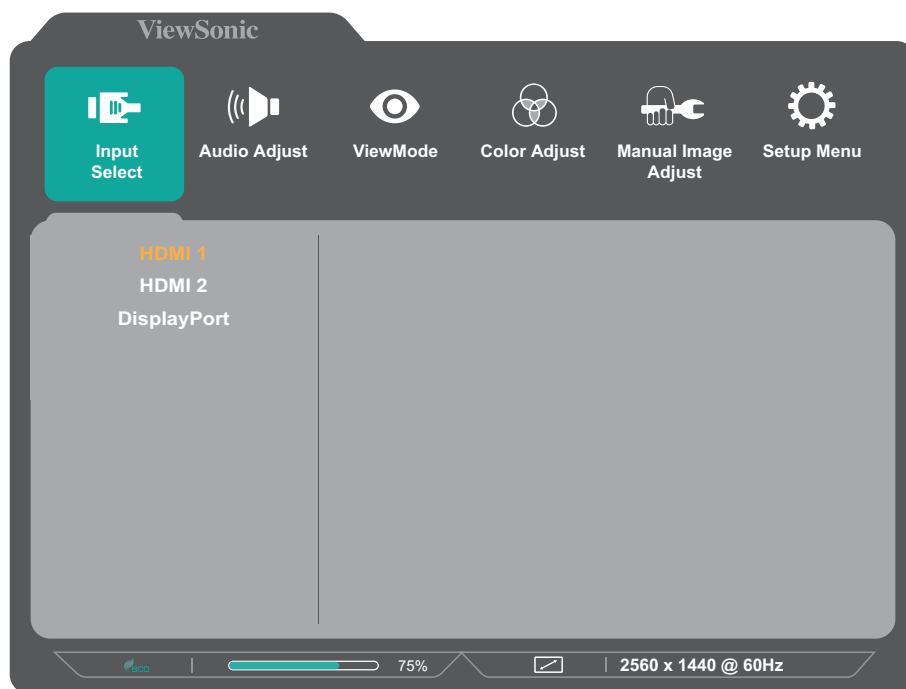 ViewSonic
Input
Select
Audio Adjust
ViewMode
Color Adjust
Manual Image
Adjust
Setup Menu
HDMI 1
HDMI 2
DisplayPort
eco
75%
2560 x 1440 @ 60Hz